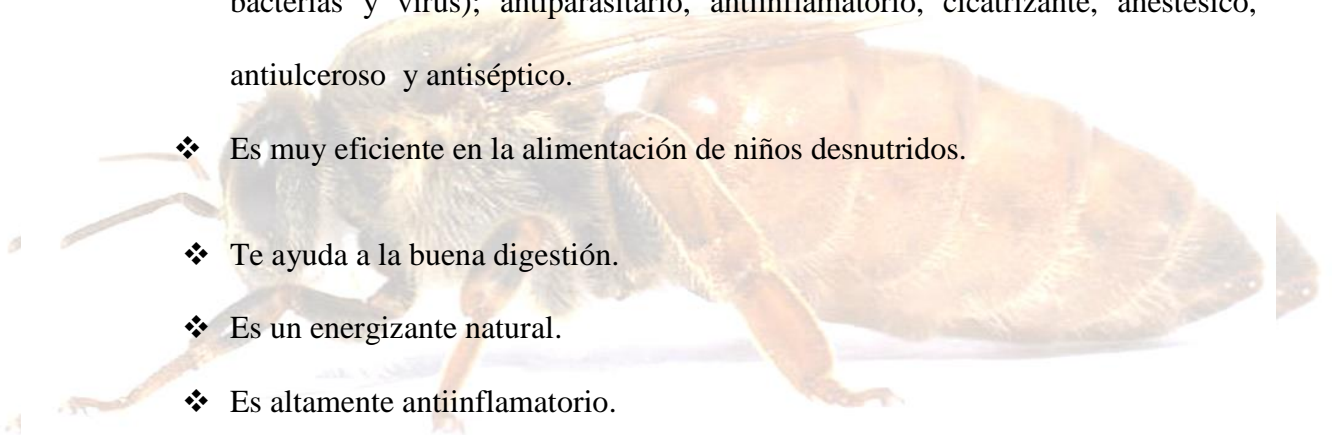 bacterias y virus); antiparasitario, antiinflamatorio, cicatrizante, anestésico,
antiulceroso y antiséptico.
❖ Es muy eficiente en la alimentación de niños desnutridos.
❖ Te ayuda a la buena digestión.
❖ Es un energizante natural.
❖ Es altamente antiinflamatorio.